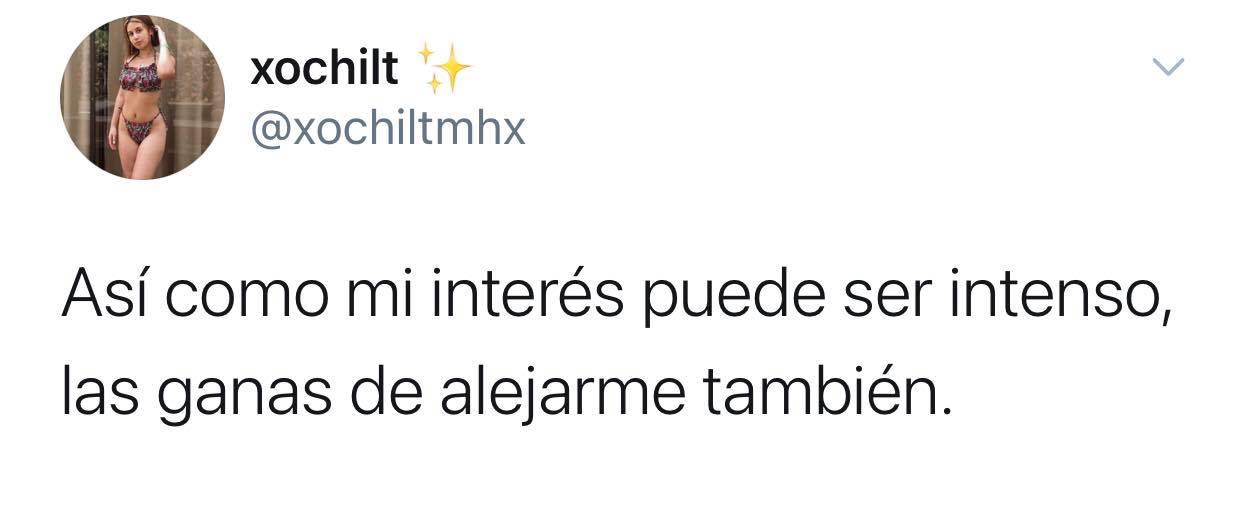 xochilt ✨
@xochiltmhx
Así como mi interés puede ser intenso,
las ganas de alejarme también.